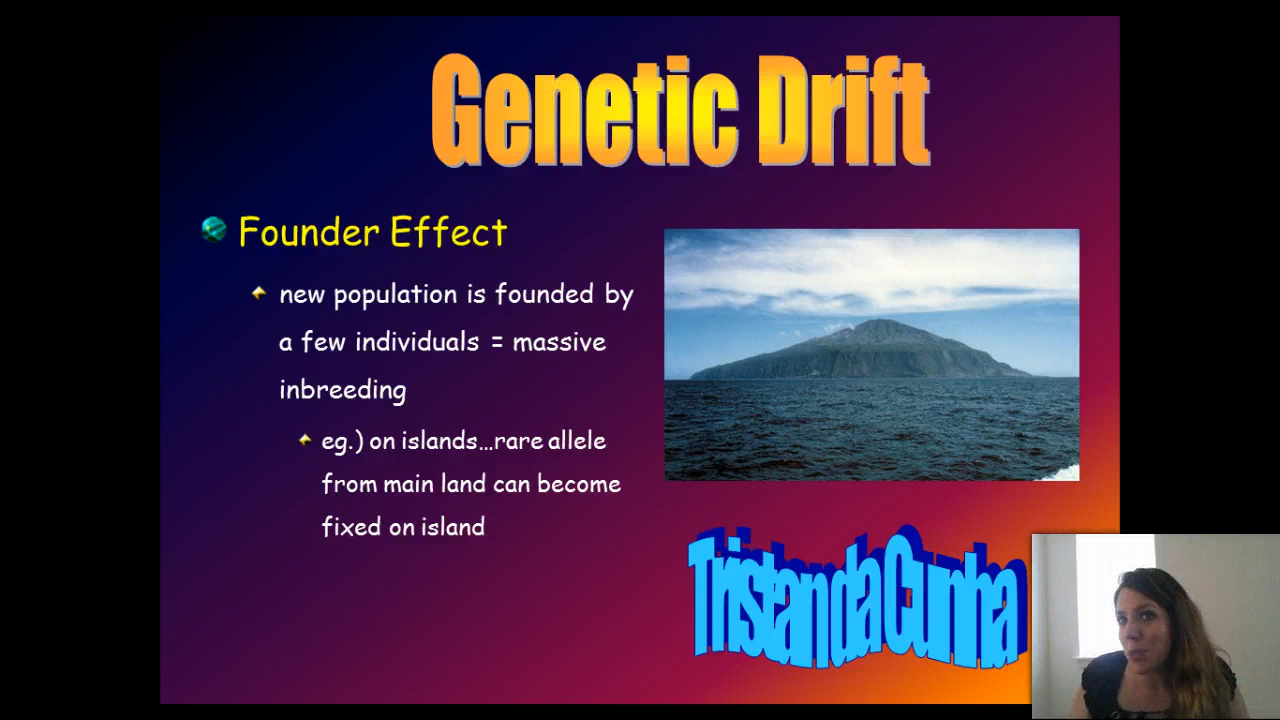 Genetic Drift
Founder Effect
new population is founded by
a few individuals = massive
inbreeding
eg.) on islands...rare allele
from main land can become
fixed on island
Tristan da Cunha